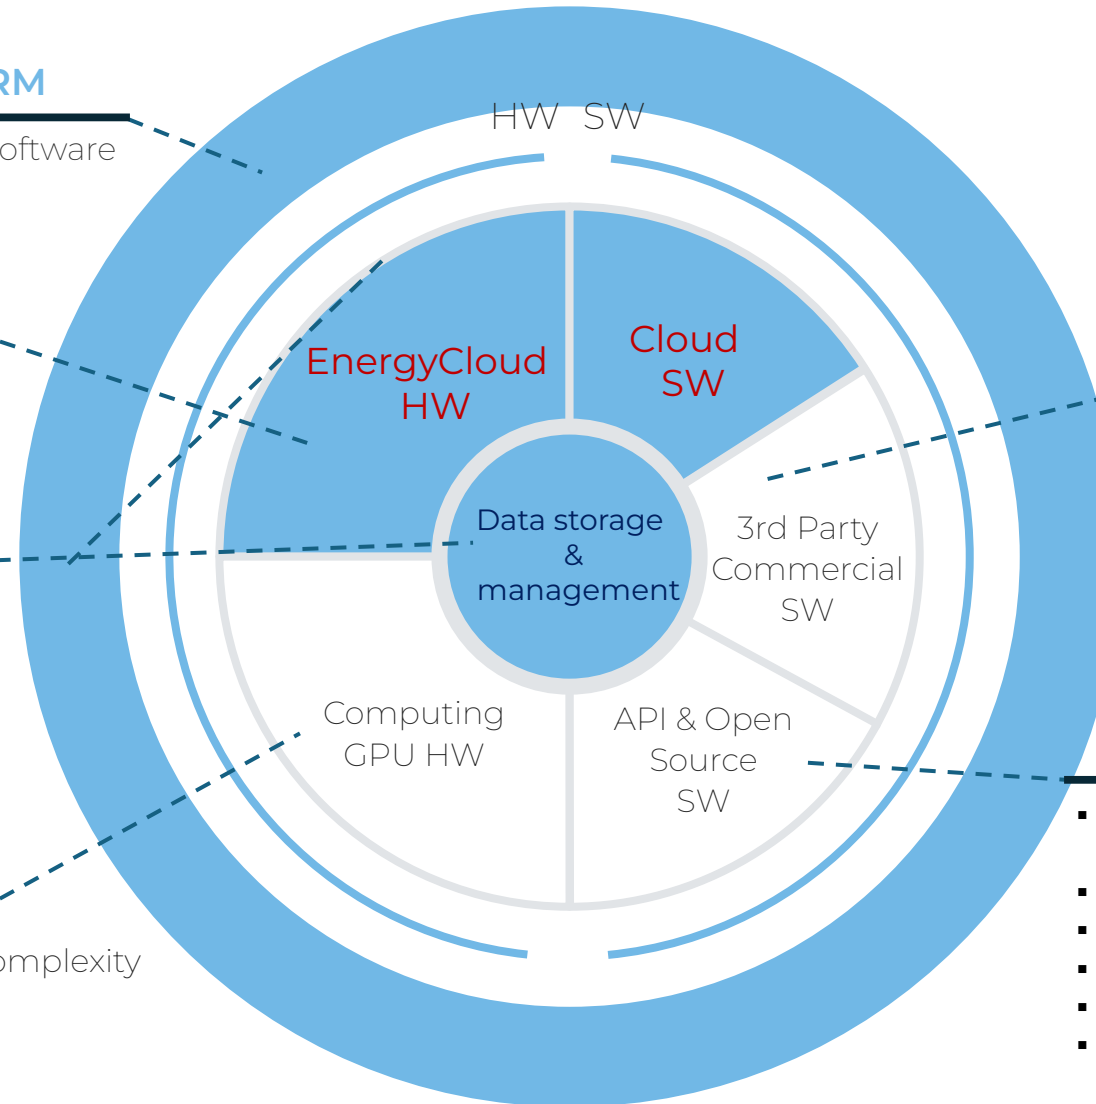 RM
oftware
HW SW
EnergyCloud
HW
Cloud
SW
Data storage
&
management
3rd Party
Commercial
SW
Computing
GPU HW
API & Open
Source
SW
omplexity